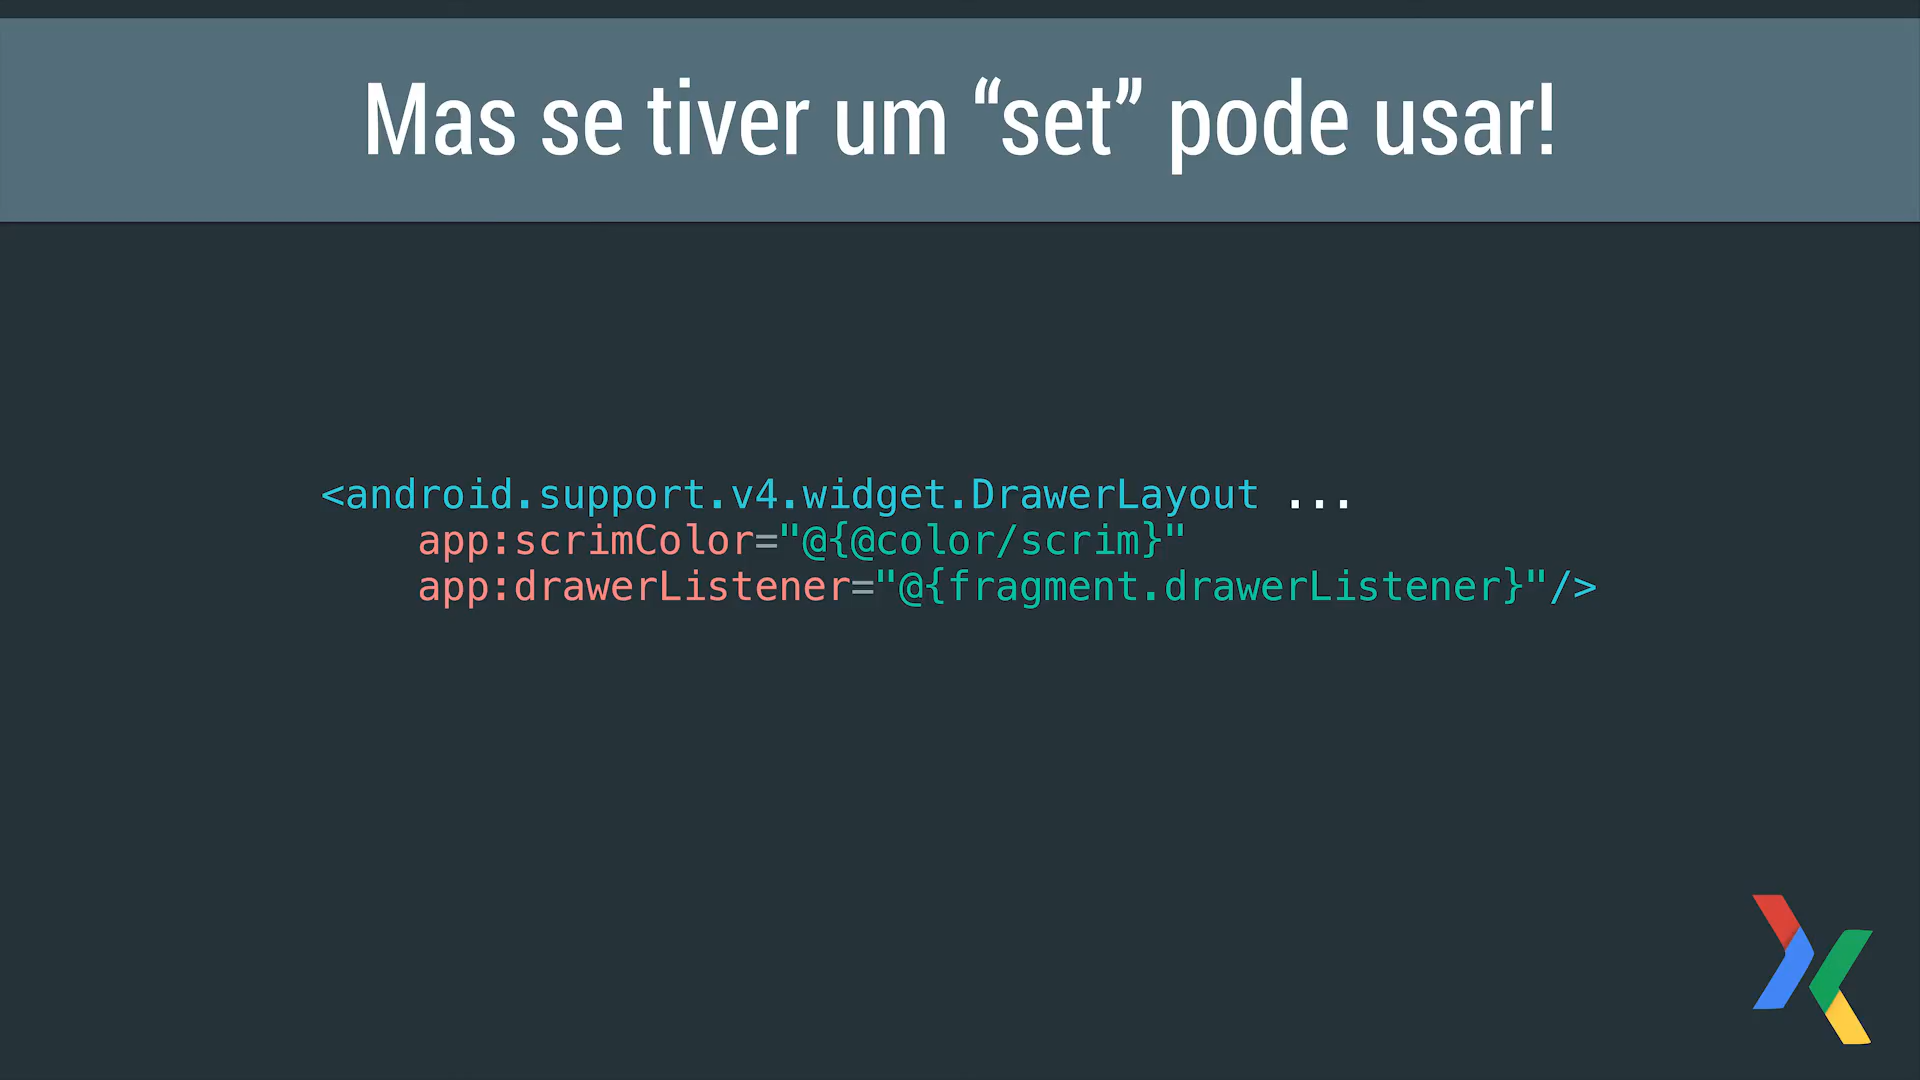 Mas se tiver um “set” pode usar!
<android.support.v4.widget.DrawerLayout ...
app:scrimColor="@{@color/scrim}"
app:drawerListener="@{fragment.drawerListener}"/>